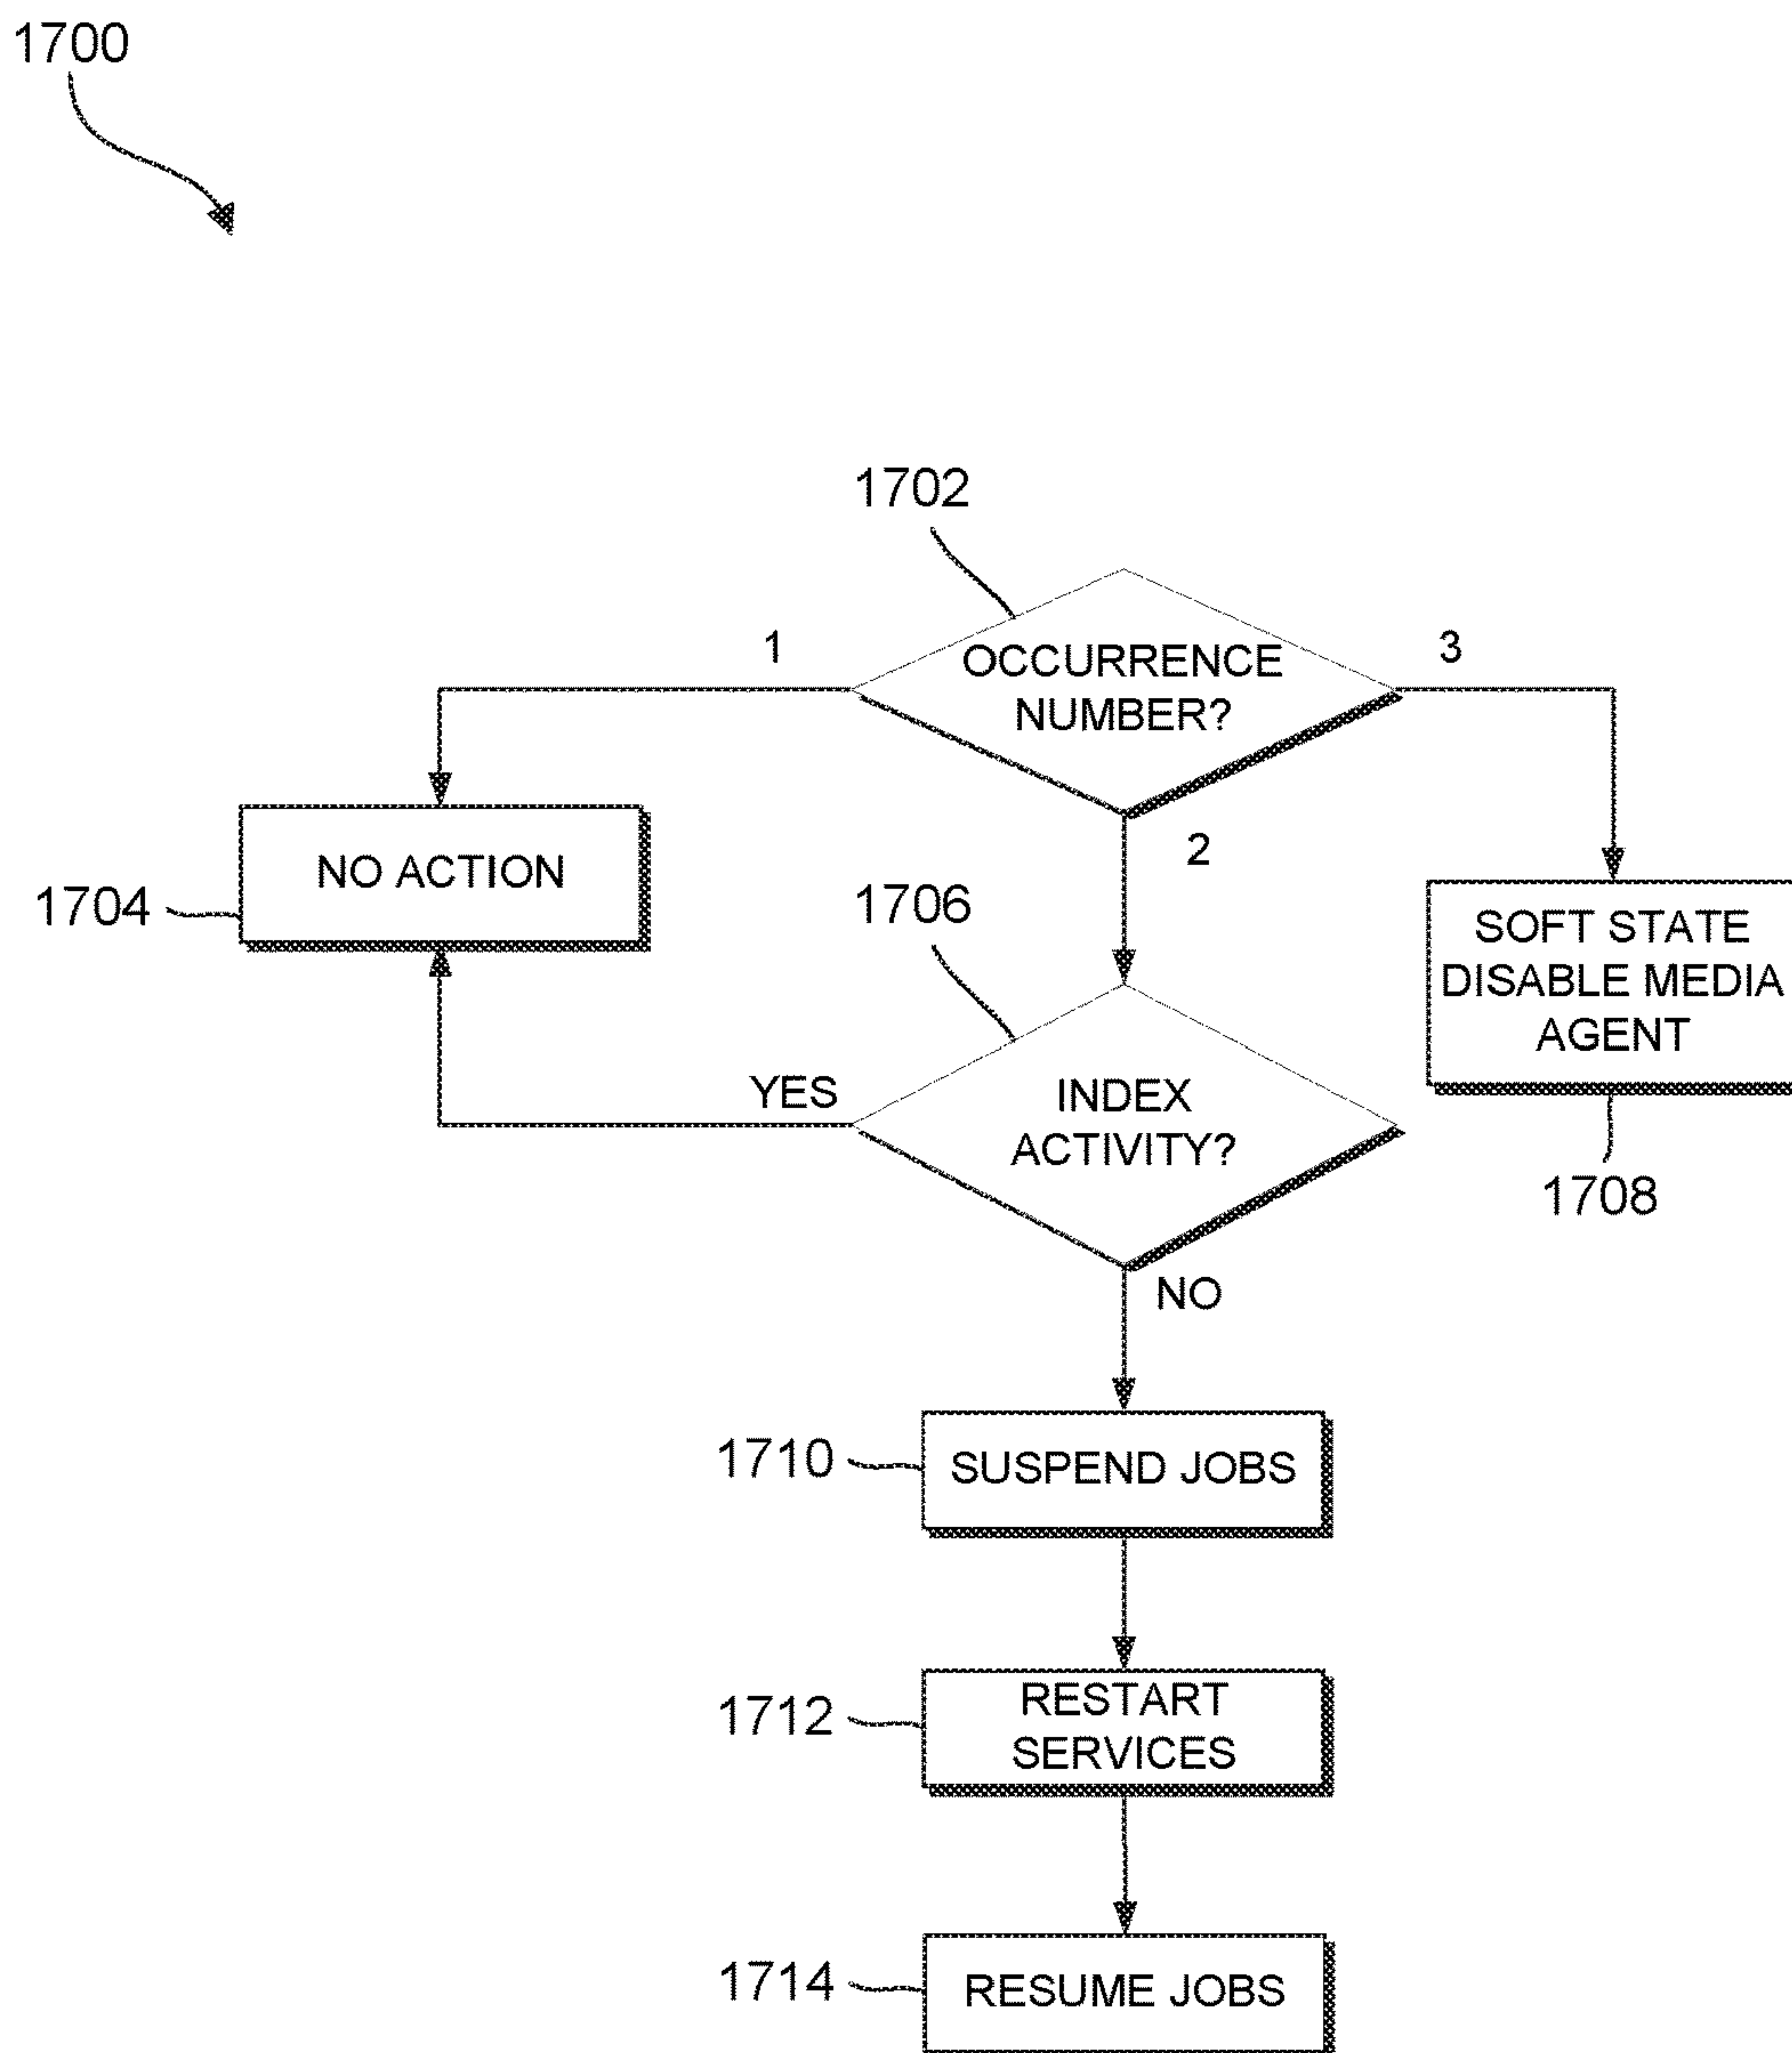 1700
1702
OCCURRENCE
NUMBER?
1
3
2
NO ACTION
1704
1706
SOFT STATE
DISABLE MEDIA
AGENT
1708
YES
INDEX
ACTIVITY?
NO
1710
SUSPEND JOBS
1712
RESTART
SERVICES
1714
RESUME JOBS